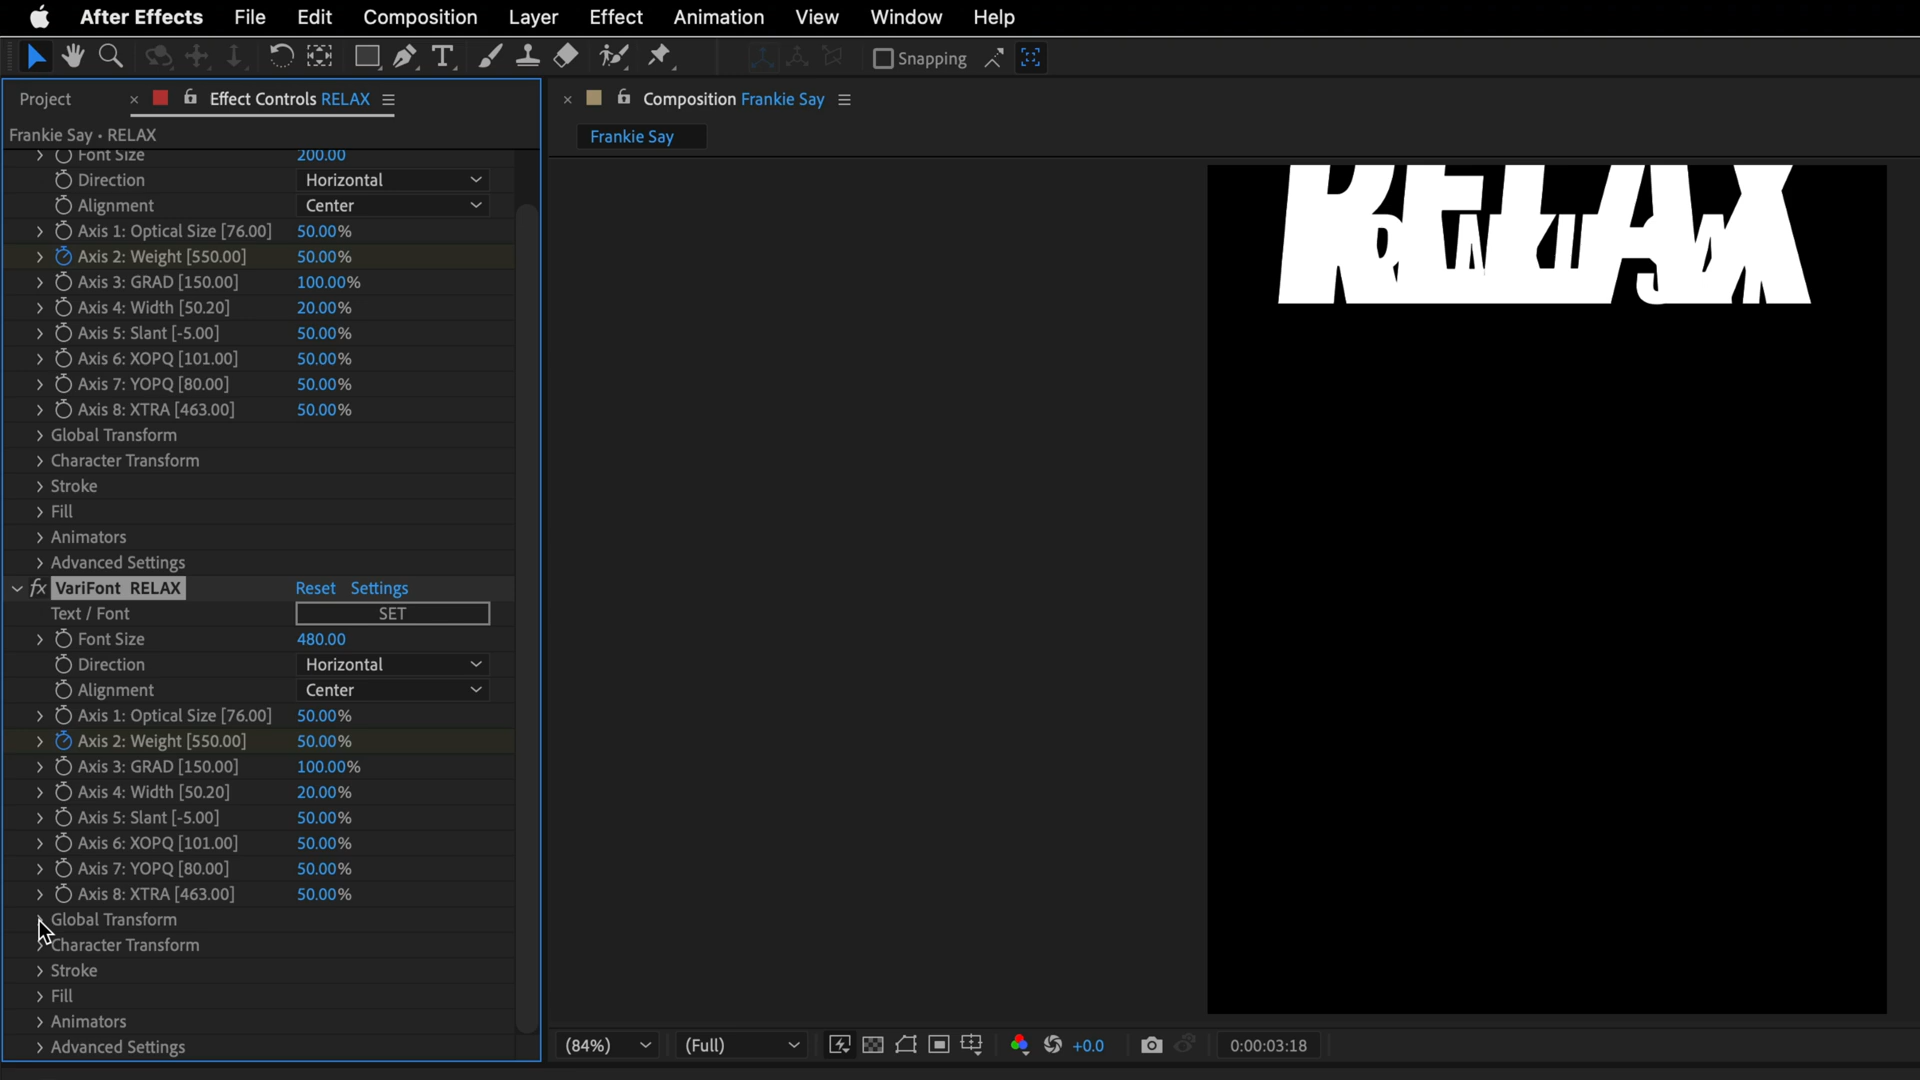 After Effects File Edit Composition Layer Effect Animation View Window Help
Snapping
Project × Effect Controls RELAX
× Composition Frankie Say
Frankie Say • RELAX
Frankie Say
Font Size 200.00
Direction Horizontal
Alignment Center
Axis 1: Optical Size [76.00] 50.00%
Axis 2: Weight [550.00] 50.00%
Axis 3: GRAD [150.00] 100.00%
Axis 4: Width [50.20] 20.00%
Axis 5: Slant [-5.00] 50.00%
Axis 6: XOPQ [101.00] 50.00%
Axis 7: YOPQ [80.00] 50.00%
Axis 8: XTRA [463.00] 50.00%
Global Transform
Character Transform
Stroke
Fill
Animators
Advanced Settings
fx VariFont RELAX Reset Settings
Text / Font SET
Font Size 480.00
Direction Horizontal
Alignment Center
Axis 1: Optical Size [76.00] 50.00%
Axis 2: Weight [550.00] 50.00%
Axis 3: GRAD [150.00] 100.00%
Axis 4: Width [50.20] 20.00%
Axis 5: Slant [-5.00] 50.00%
Axis 6: XOPQ [101.00] 50.00%
Axis 7: YOPQ [80.00] 50.00%
Axis 8: XTRA [463.00] 50.00%
Global Transform
Character Transform
Stroke
Fill
Animators
Advanced Settings
RELAX
(84%) (Full) +0.0 0:00:03:18